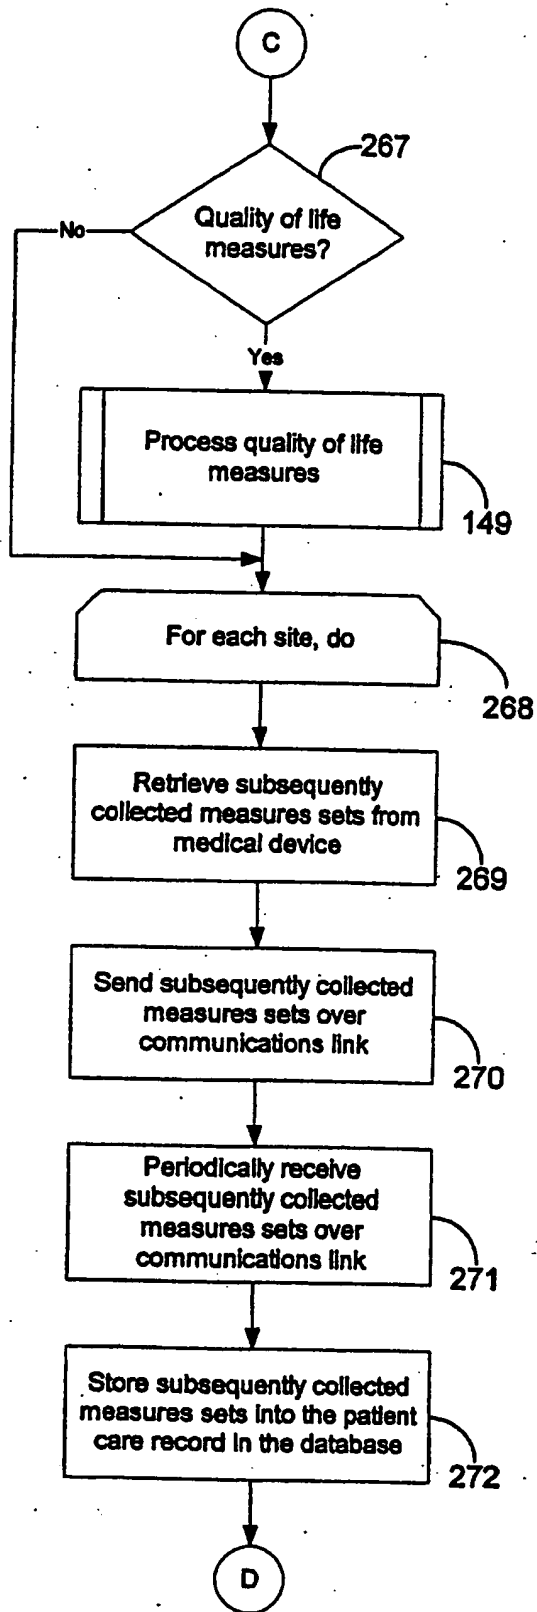 C
267
Quality of life
measures?
No
Yes
Process quality of life
measures
149
For each site, do
268
Retrieve subsequently
collected measures sets from
medical device
269
Send subsequently collected
measures sets over
communications link
270
Periodically receive
subsequently collected
measures sets over
communications link
271
Store subsequently collected
measures sets into the patient
care record in the database
272
D